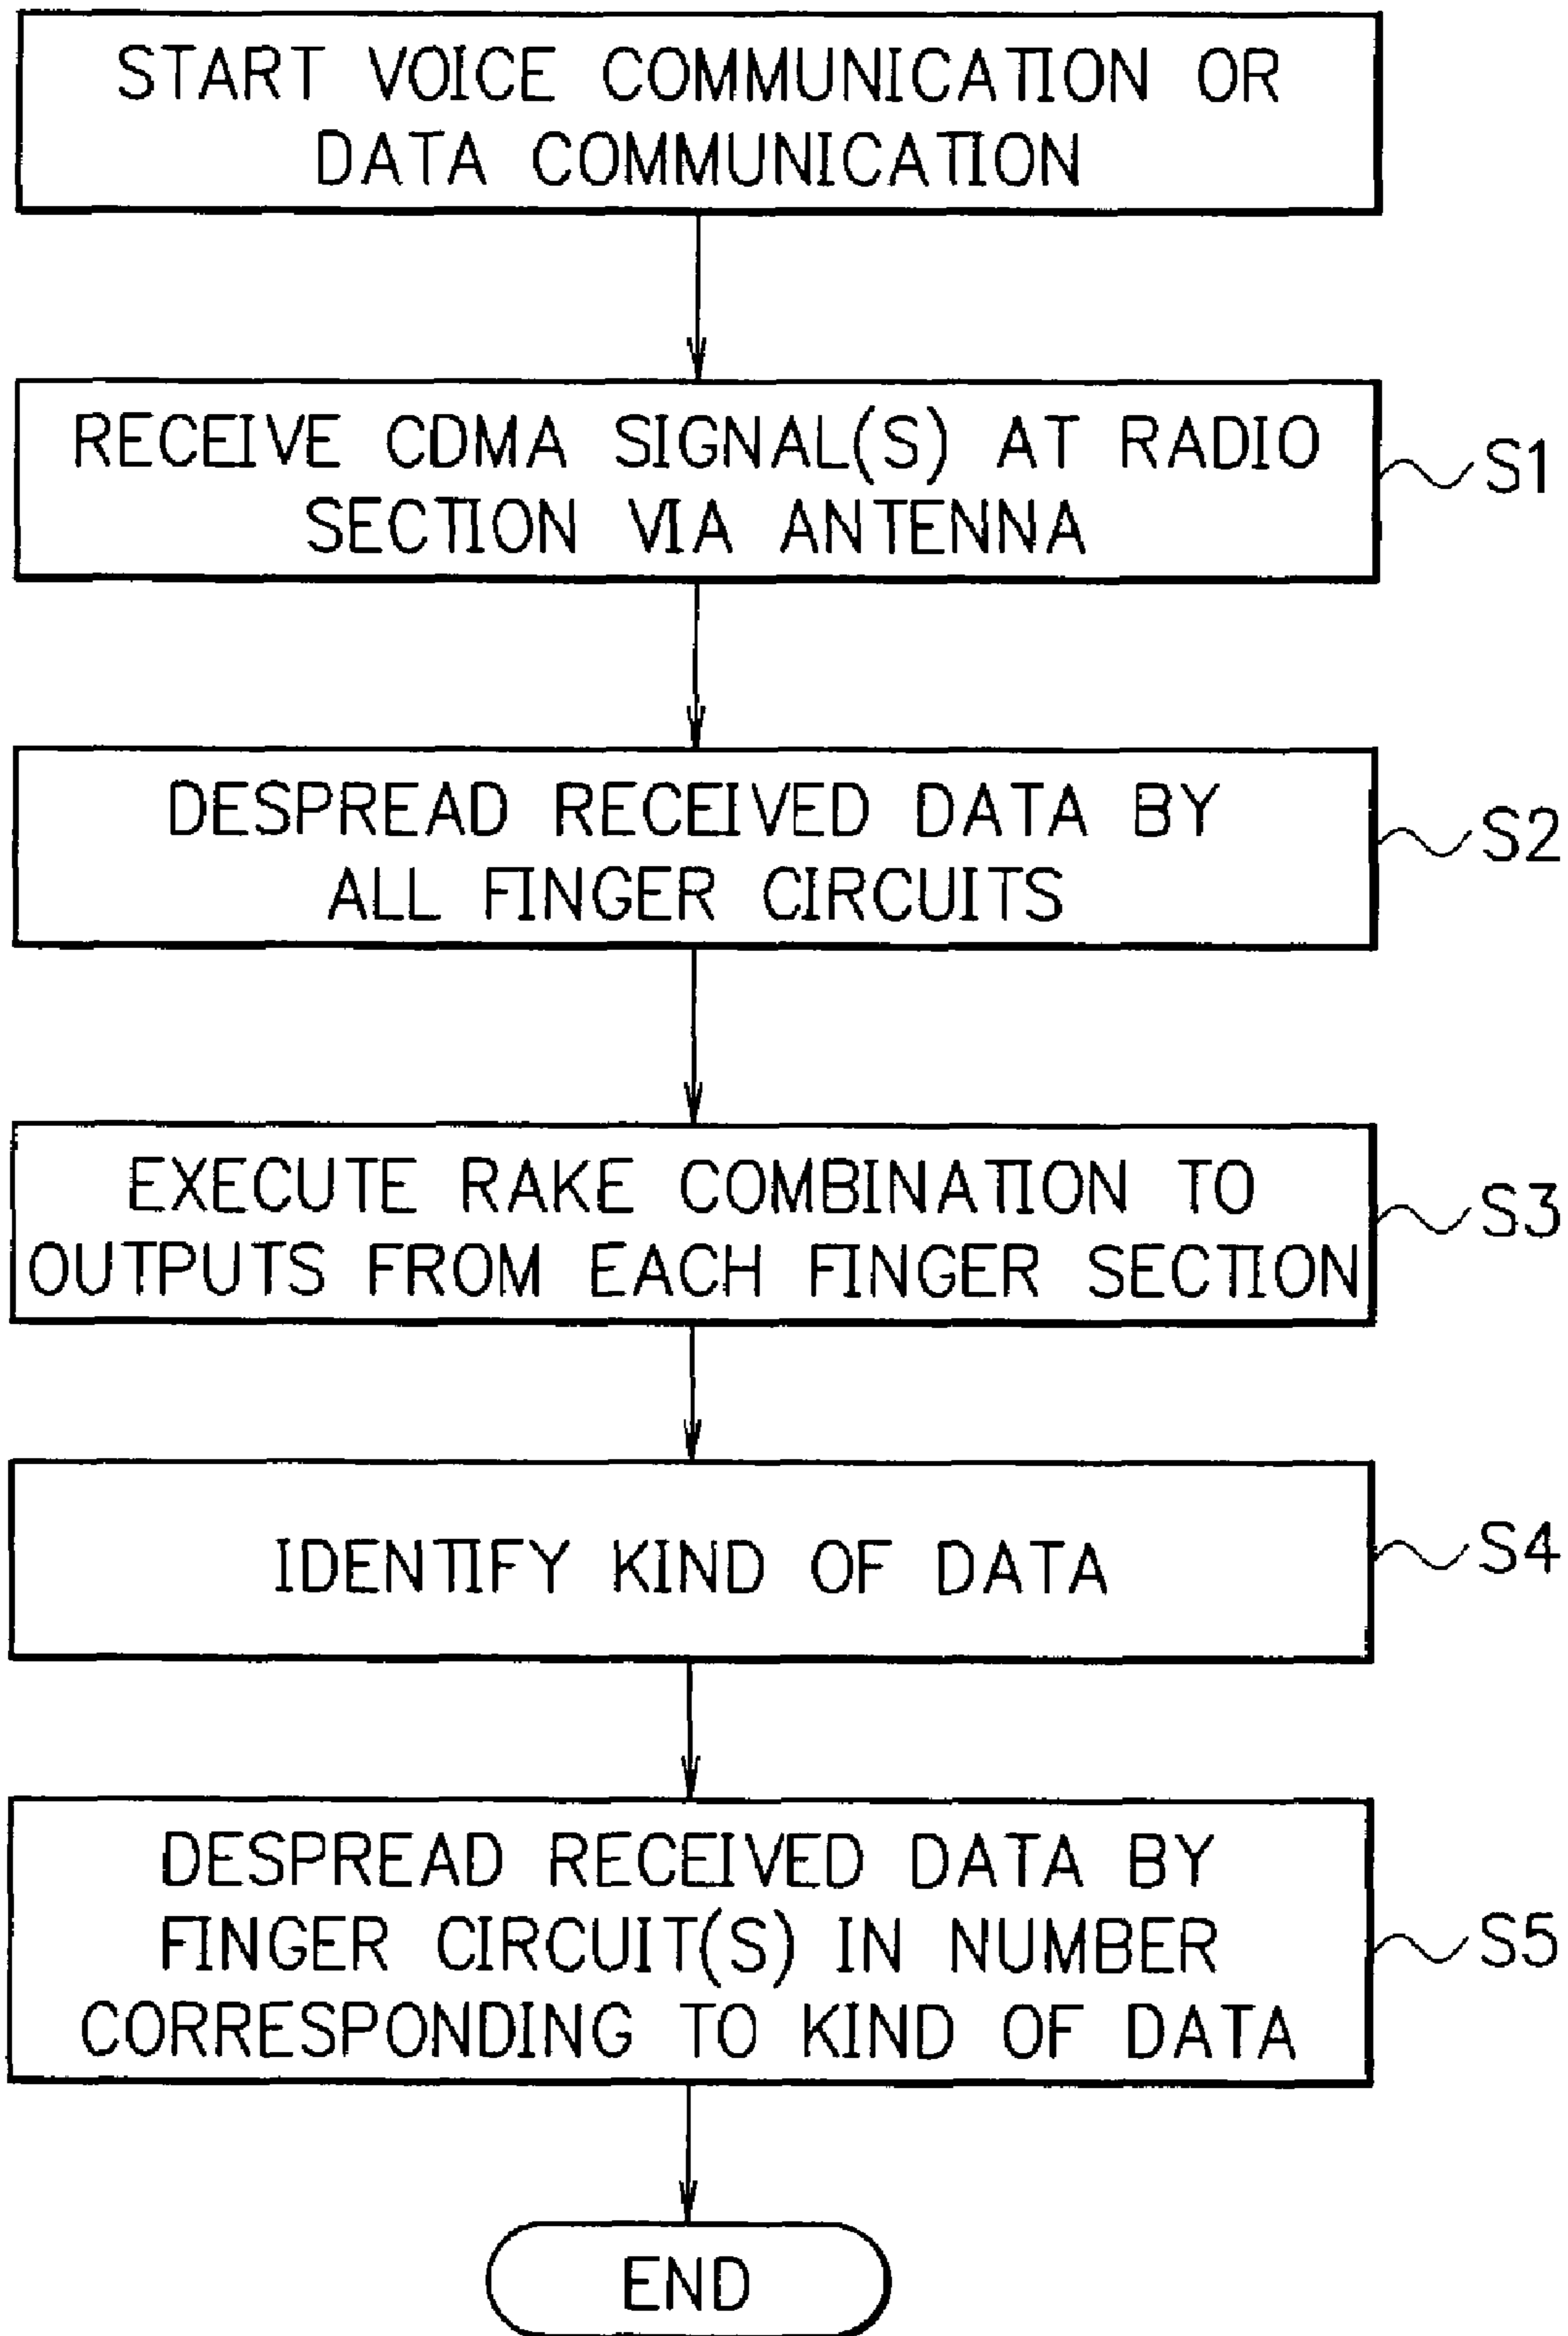 START VOICE COMMUNICATION OR
DATA COMMUNICATION
RECEIVE CDMA SIGNAL(S) AT RADIO
SECTION VIA ANTENNA
S1
DESPREAD RECEIVED DATA BY
ALL FINGER CIRCUITS
S2
EXECUTE RAKE COMBINATION TO
OUTPUTS FROM EACH FINGER SECTION
S3
IDENTIFY KIND OF DATA
S4
DESPREAD RECEIVED DATA BY
FINGER CIRCUIT(S) IN NUMBER
CORRESPONDING TO KIND OF DATA
S5
END